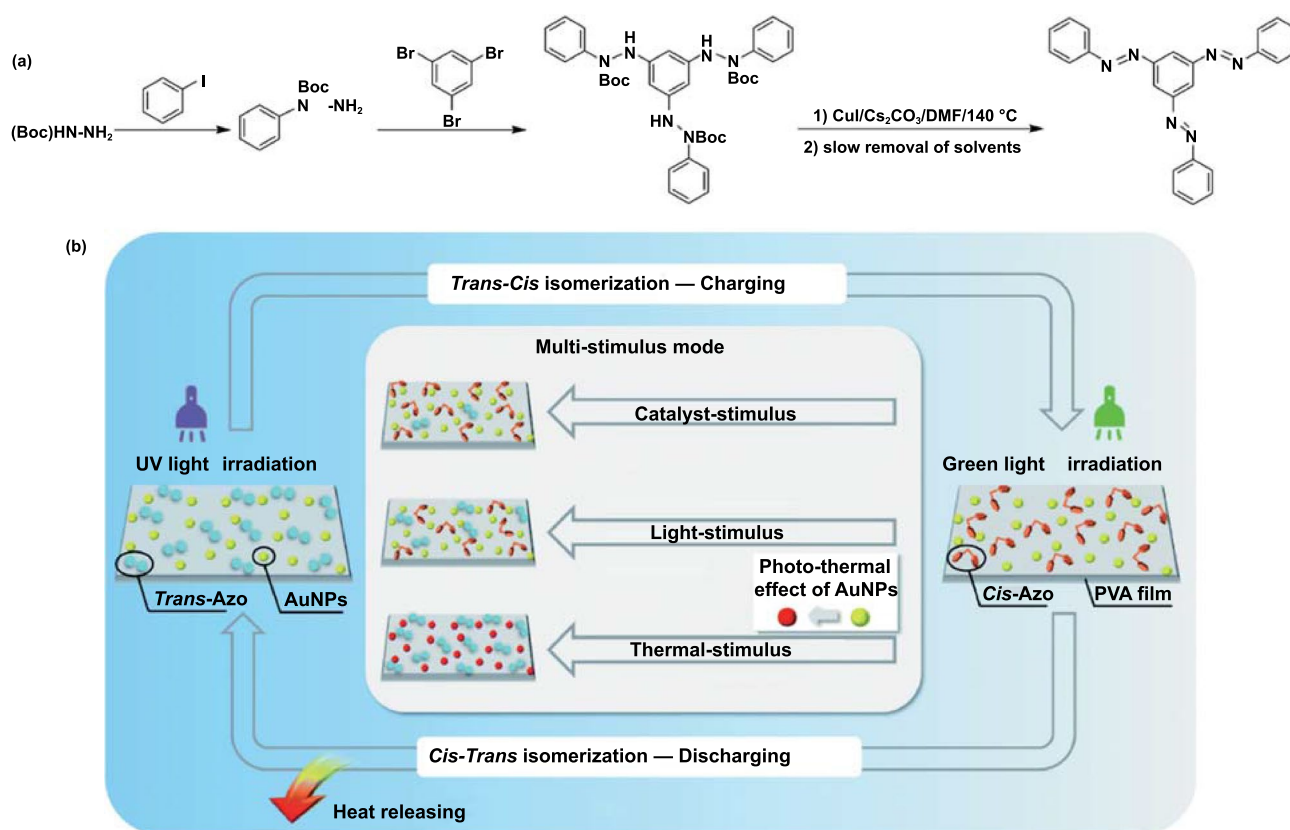 (a)
I
(Boc)HN-NH₂
Boc
N -NH₂
Br Br
Br
H H
N N N N
Boc Boc
HN
N Boc
1) CuI/Cs₂CO₃/DMF/140 °C
2) slow removal of solvents
N N N N
N N
(b)
Trans-Cis isomerization — Charging
Multi-stimulus mode
Catalyst-stimulus
UV light irradiation
Green light irradiation
Light-stimulus
Photo-thermal
effect of AuNPs
Trans-Azo
AuNPs
Cis-Azo
PVA film
Thermal-stimulus
Cis-Trans isomerization — Discharging
Heat releasing